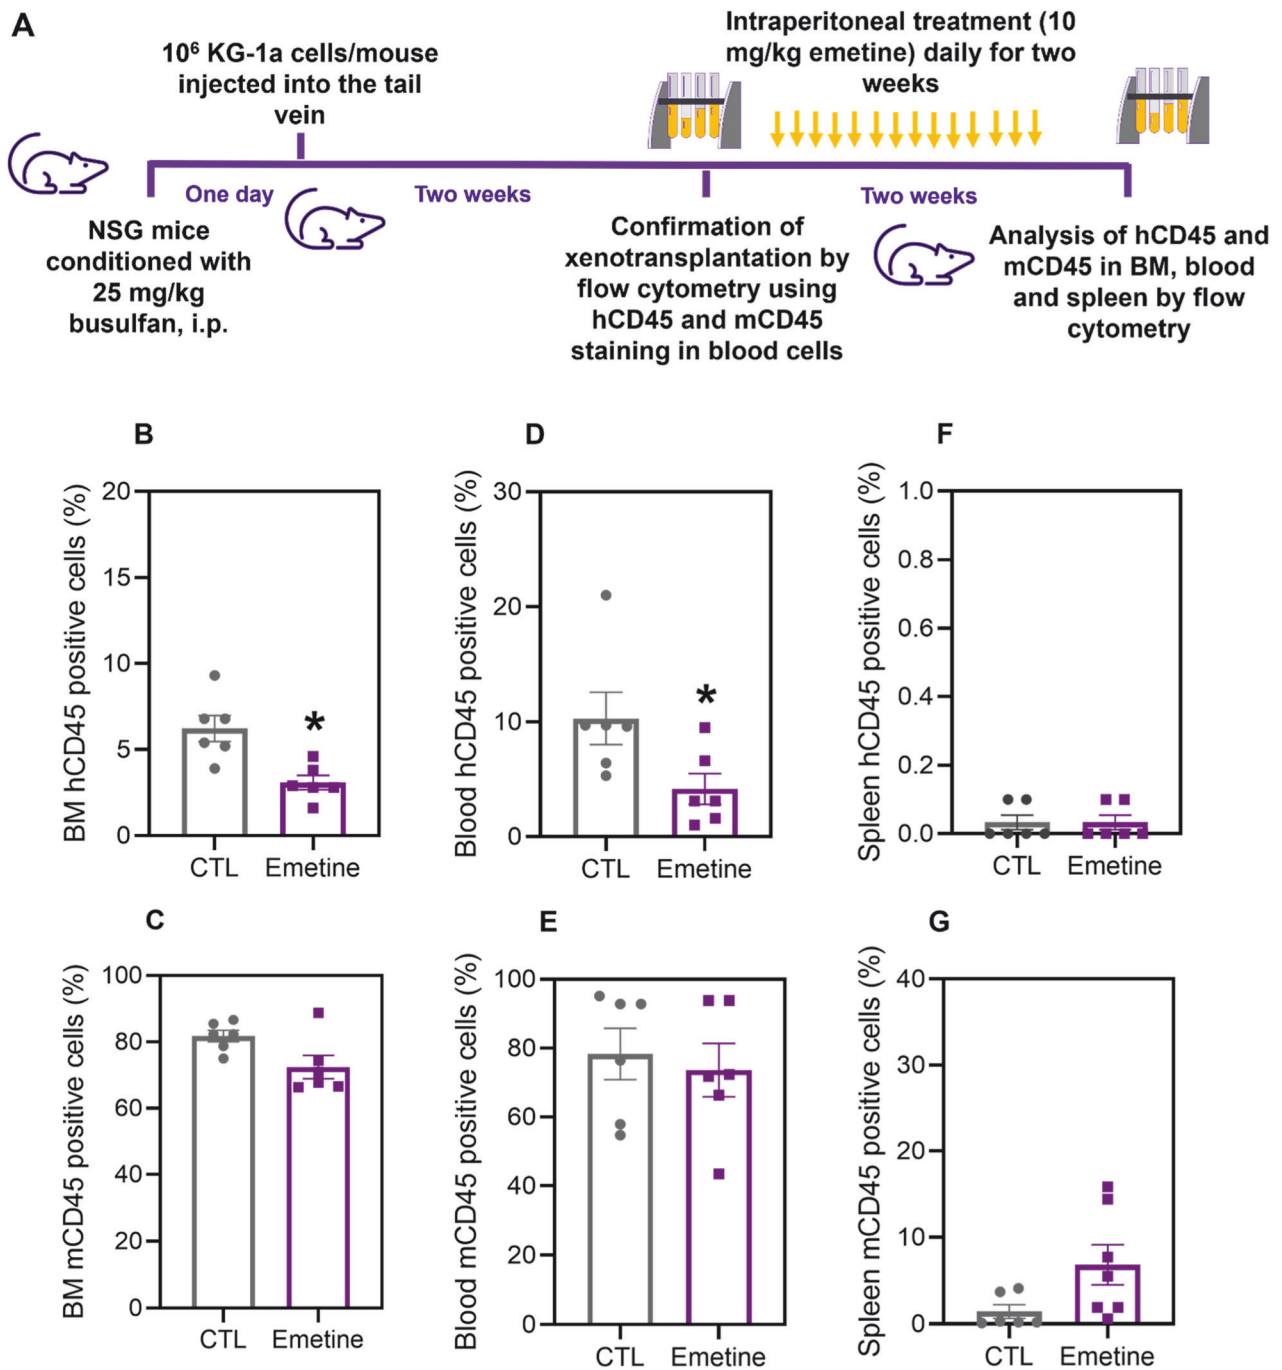 A
10⁶ KG-1a cells/mouse
injected into the tail
vein
Intraperitoneal treatment (10
mg/kg emetine) daily for two
weeks
One day
Two weeks
Two weeks
NSG mice
conditioned with
25 mg/kg
busulfan, i.p.
Confirmation of
xenotransplantation by
flow cytometry using
hCD45 and mCD45
staining in blood cells
Analysis of hCD45 and
mCD45 in BM, blood
and spleen by flow
cytometry
B
BM hCD45 positive cells (%)
20
15
10
5
0
*
CTL
Emetine
D
Blood hCD45 positive cells (%)
30
20
10
0
*
CTL
Emetine
F
Spleen hCD45 positive cells (%)
1.0
0.8
0.6
0.4
0.2
0.0
CTL
Emetine
C
BM mCD45 positive cells (%)
100
80
60
40
20
0
CTL
Emetine
E
Blood mCD45 positive cells (%)
100
80
60
40
20
0
CTL
Emetine
G
Spleen mCD45 positive cells (%)
40
30
20
10
0
CTL
Emetine